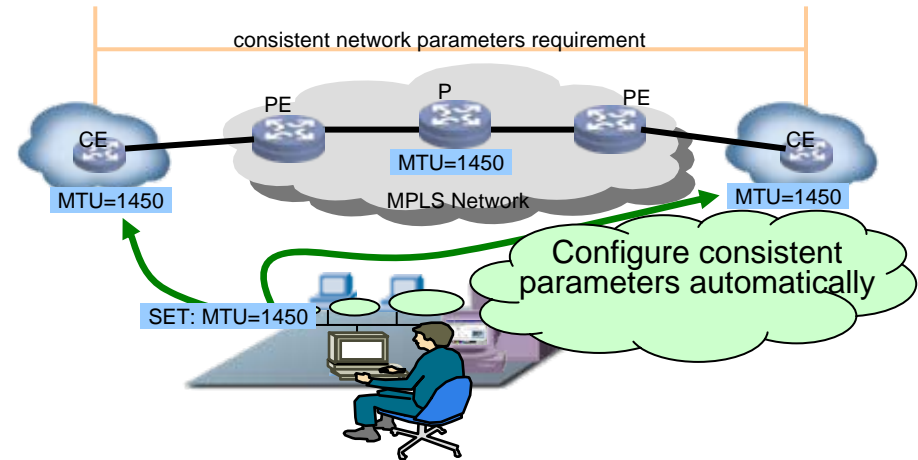 consistent network parameters requirement
P
PE
PE
CE
CE
MTU=1450
MTU=1450
MTU=1450
MPLS Network
Configure consistent
parameters automatically
SET: MTU=1450